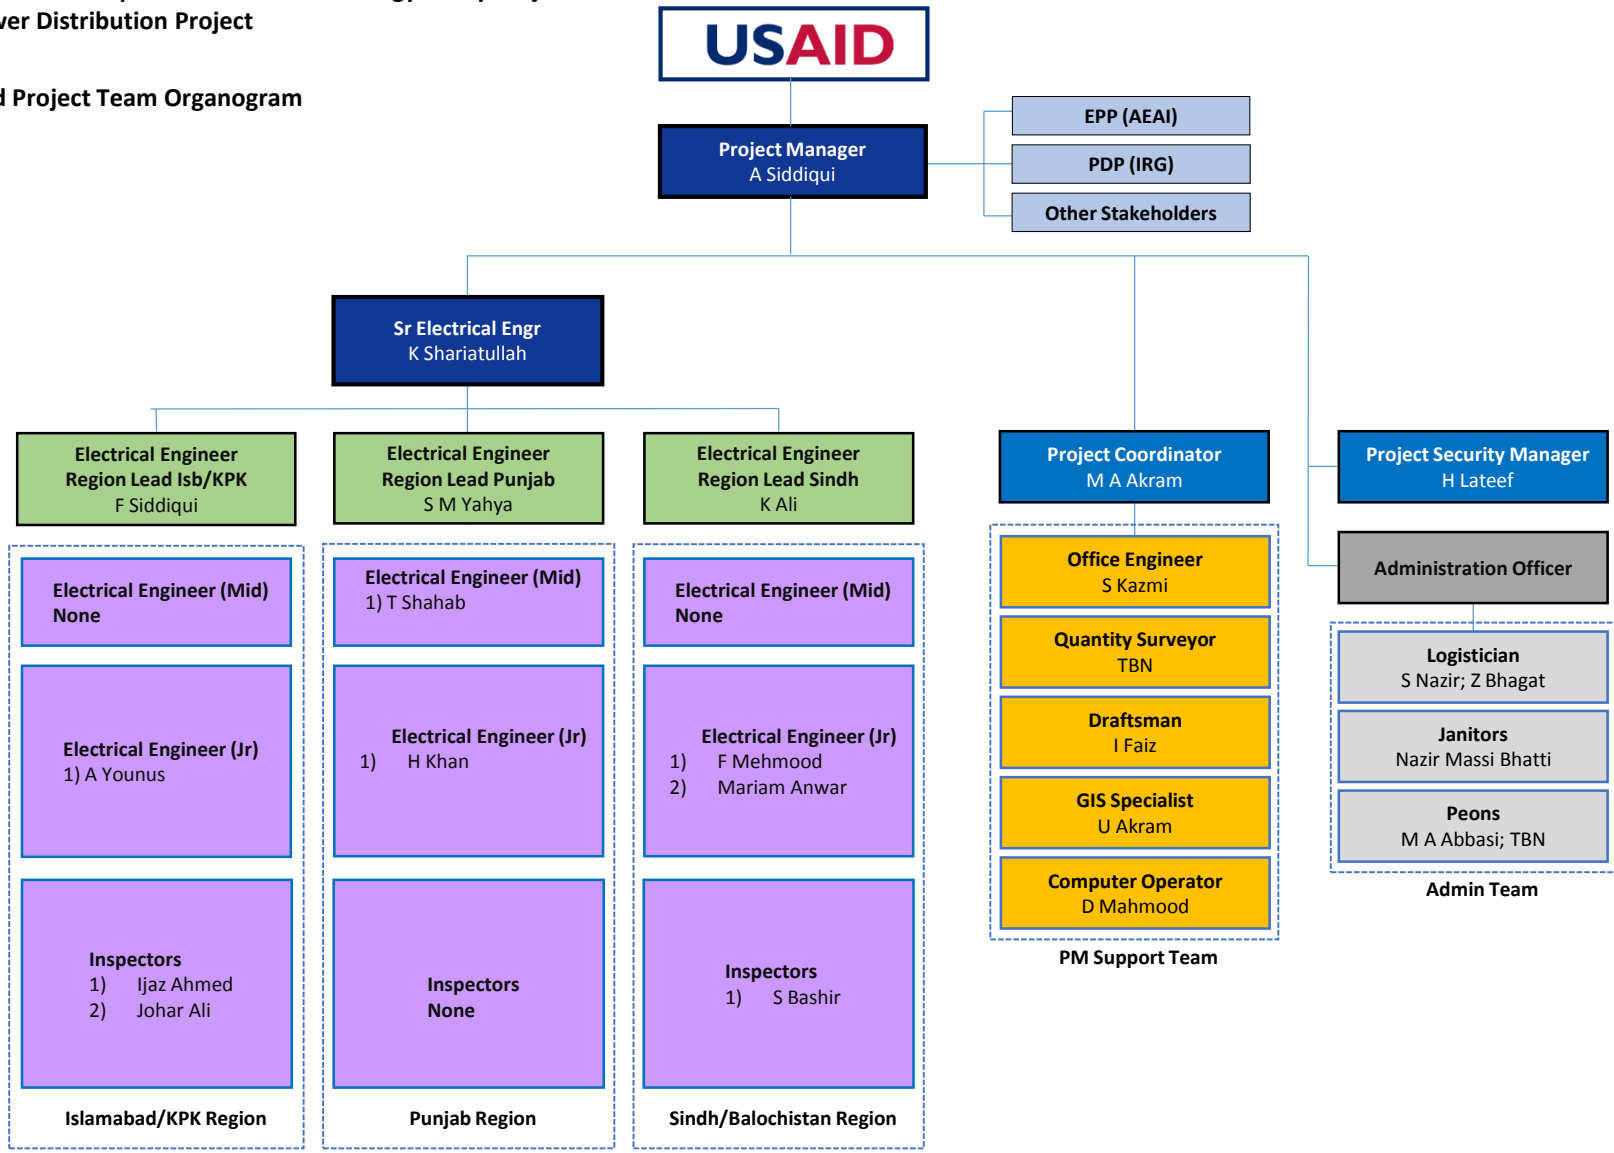 ver Distribution Project
d Project Team Organogram
USAID
Project Manager
A Siddiqui
EPP (AEAI)
PDP (IRG)
Other Stakeholders
Sr Electrical Engr
K Shariatullah
Electrical Engineer
Region Lead Isb/KPK
F Siddiqui
Electrical Engineer
Region Lead Punjab
S M Yahya
Electrical Engineer
Region Lead Sindh
K Ali
Project Coordinator
M A Akram
Project Security Manager
H Lateef
Electrical Engineer (Mid)
None
Electrical Engineer (Jr)
1) A Younus
Inspectors
1) Ijaz Ahmed
2) Johar Ali
Islamabad/KPK Region
Electrical Engineer (Mid)
1) T Shahab
Electrical Engineer (Jr)
1) H Khan
Inspectors
None
Punjab Region
Electrical Engineer (Mid)
None
Electrical Engineer (Jr)
1) F Mehmood
2) Mariam Anwar
Inspectors
1) S Bashir
Sindh/Balochistan Region
Office Engineer
S Kazmi
Quantity Surveyor
TBN
Draftsman
I Faiz
GIS Specialist
U Akram
Computer Operator
D Mahmood
PM Support Team
Administration Officer
Logistician
S Nazir; Z Bhagat
Janitors
Nazir Massi Bhatti
Peons
M A Abbasi; TBN
Admin Team